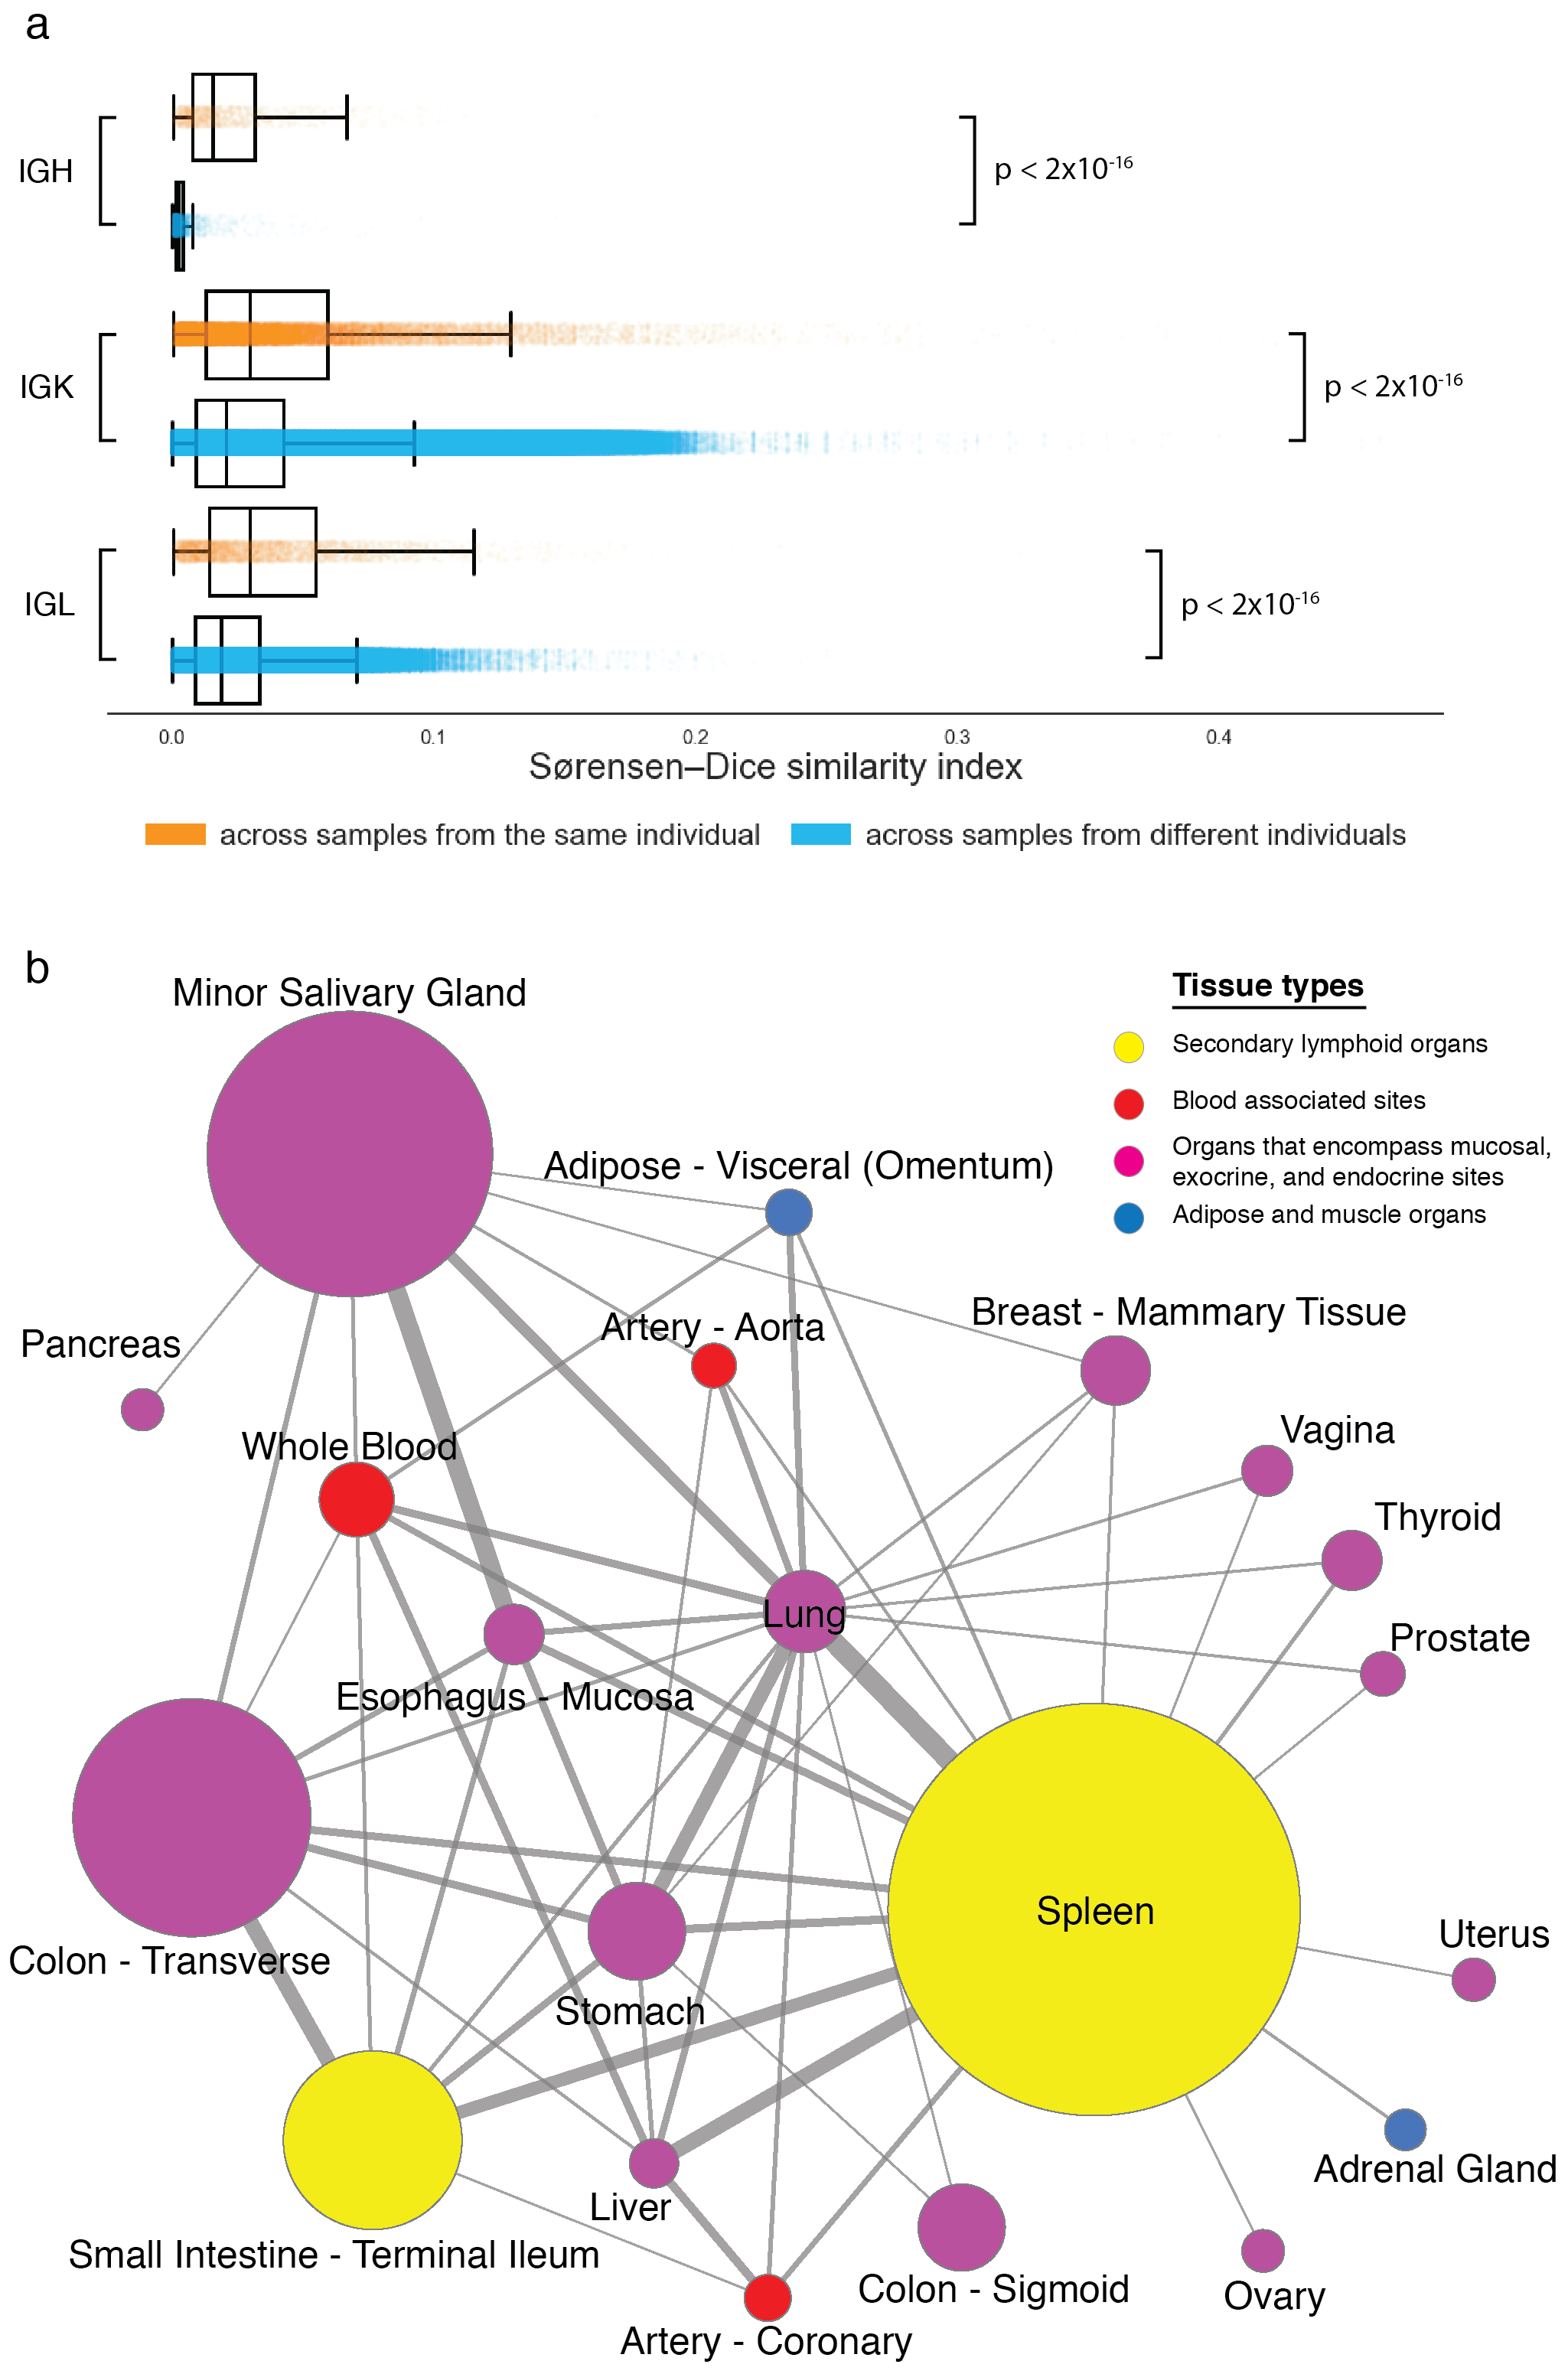 a
IGH
p < 2x10⁻¹⁶
IGK
p < 2x10⁻¹⁶
IGL
p < 2x10⁻¹⁶
0.0 0.1 0.2 0.3 0.4
Sørensen–Dice similarity index
across samples from the same individual across samples from different individuals
b
Tissue types
Secondary lymphoid organs
Blood associated sites
Organs that encompass mucosal,
exocrine, and endocrine sites
Adipose and muscle organs
Minor Salivary Gland
Adipose - Visceral (Omentum)
Breast - Mammary Tissue
Artery - Aorta
Pancreas
Vagina
Whole Blood
Thyroid
Lung
Prostate
Esophagus - Mucosa
Spleen
Uterus
Colon - Transverse
Stomach
Adrenal Gland
Liver
Small Intestine - Terminal Ileum
Colon - Sigmoid
Ovary
Artery - Coronary